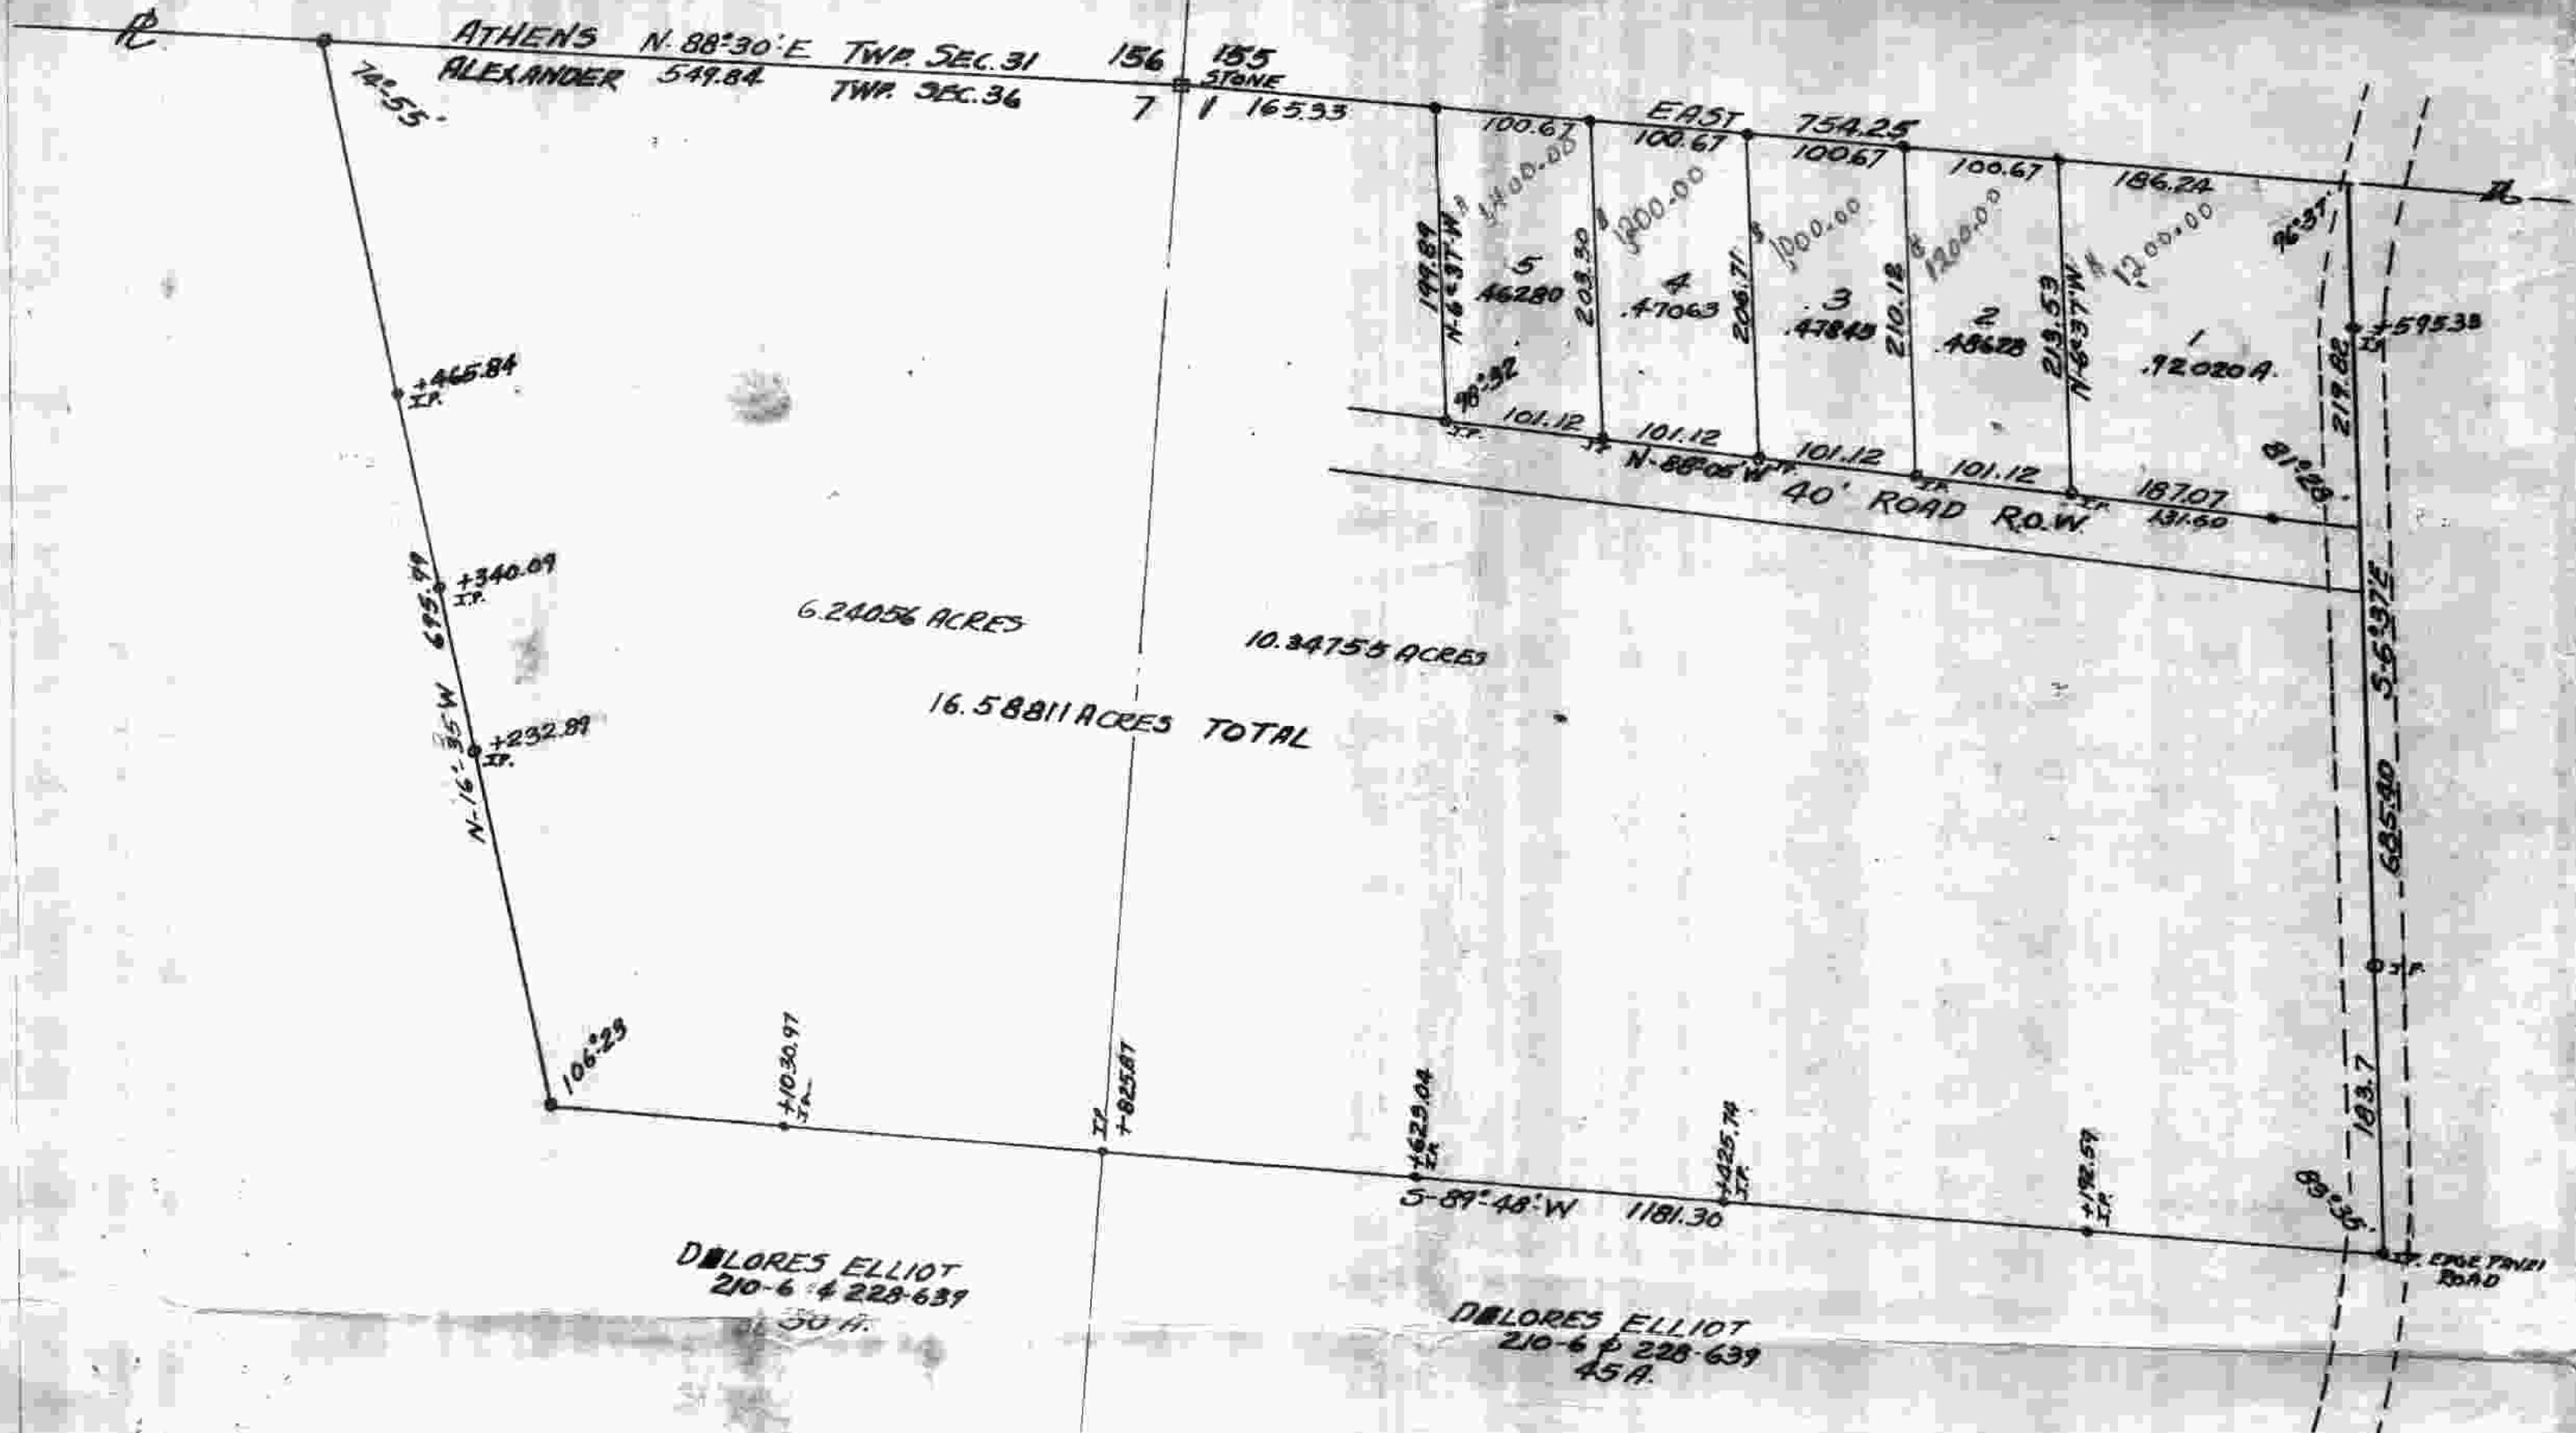 ATHENS N-88°30'E TWP. SEC. 31
156
155
STONE
ALEXANDER 549.84 TWP. SEC. 36
7
1
165.33
EAST 754.25
100.67
100.67
100.67
100.67
186.24
1200.00
1000.00
1200.00
1200.00
74°-55'
96°37'
199.89
N-6°37'-W
203.30
206.71
210.12
213.53
N-6°37'-W
219.82
5
.46280
4
.47063
3
.47845
2
.48628
1
.92020 A.
+595.33
I.P.
98°-32'
81°28'
I.P.
I.P.
I.P.
I.P.
I.P.
101.12
101.12
101.12
101.12
187.07
131.60
N-88°05'W
40' ROAD R.O.W.
+465.84
I.P.
+340.09
I.P.
+232.89
I.P.
N-16°-35'W 695.99
6.24056 ACRES
10.34755 ACRES
16.58811 ACRES TOTAL
S-6°37'E
685.40
I.P.
183.7
106°23
+1030.97
I.P.
I.P.
+825.87
+623.04
I.P.
+425.74
I.P.
+192.59
I.P.
83°35'
S-89°-48'-W 1181.30
I.P. EDGE
ROAD
DELORES ELLIOT
210-6 & 228-639
50 A.
DELORES ELLIOT
210-6 & 228-639
45 A.